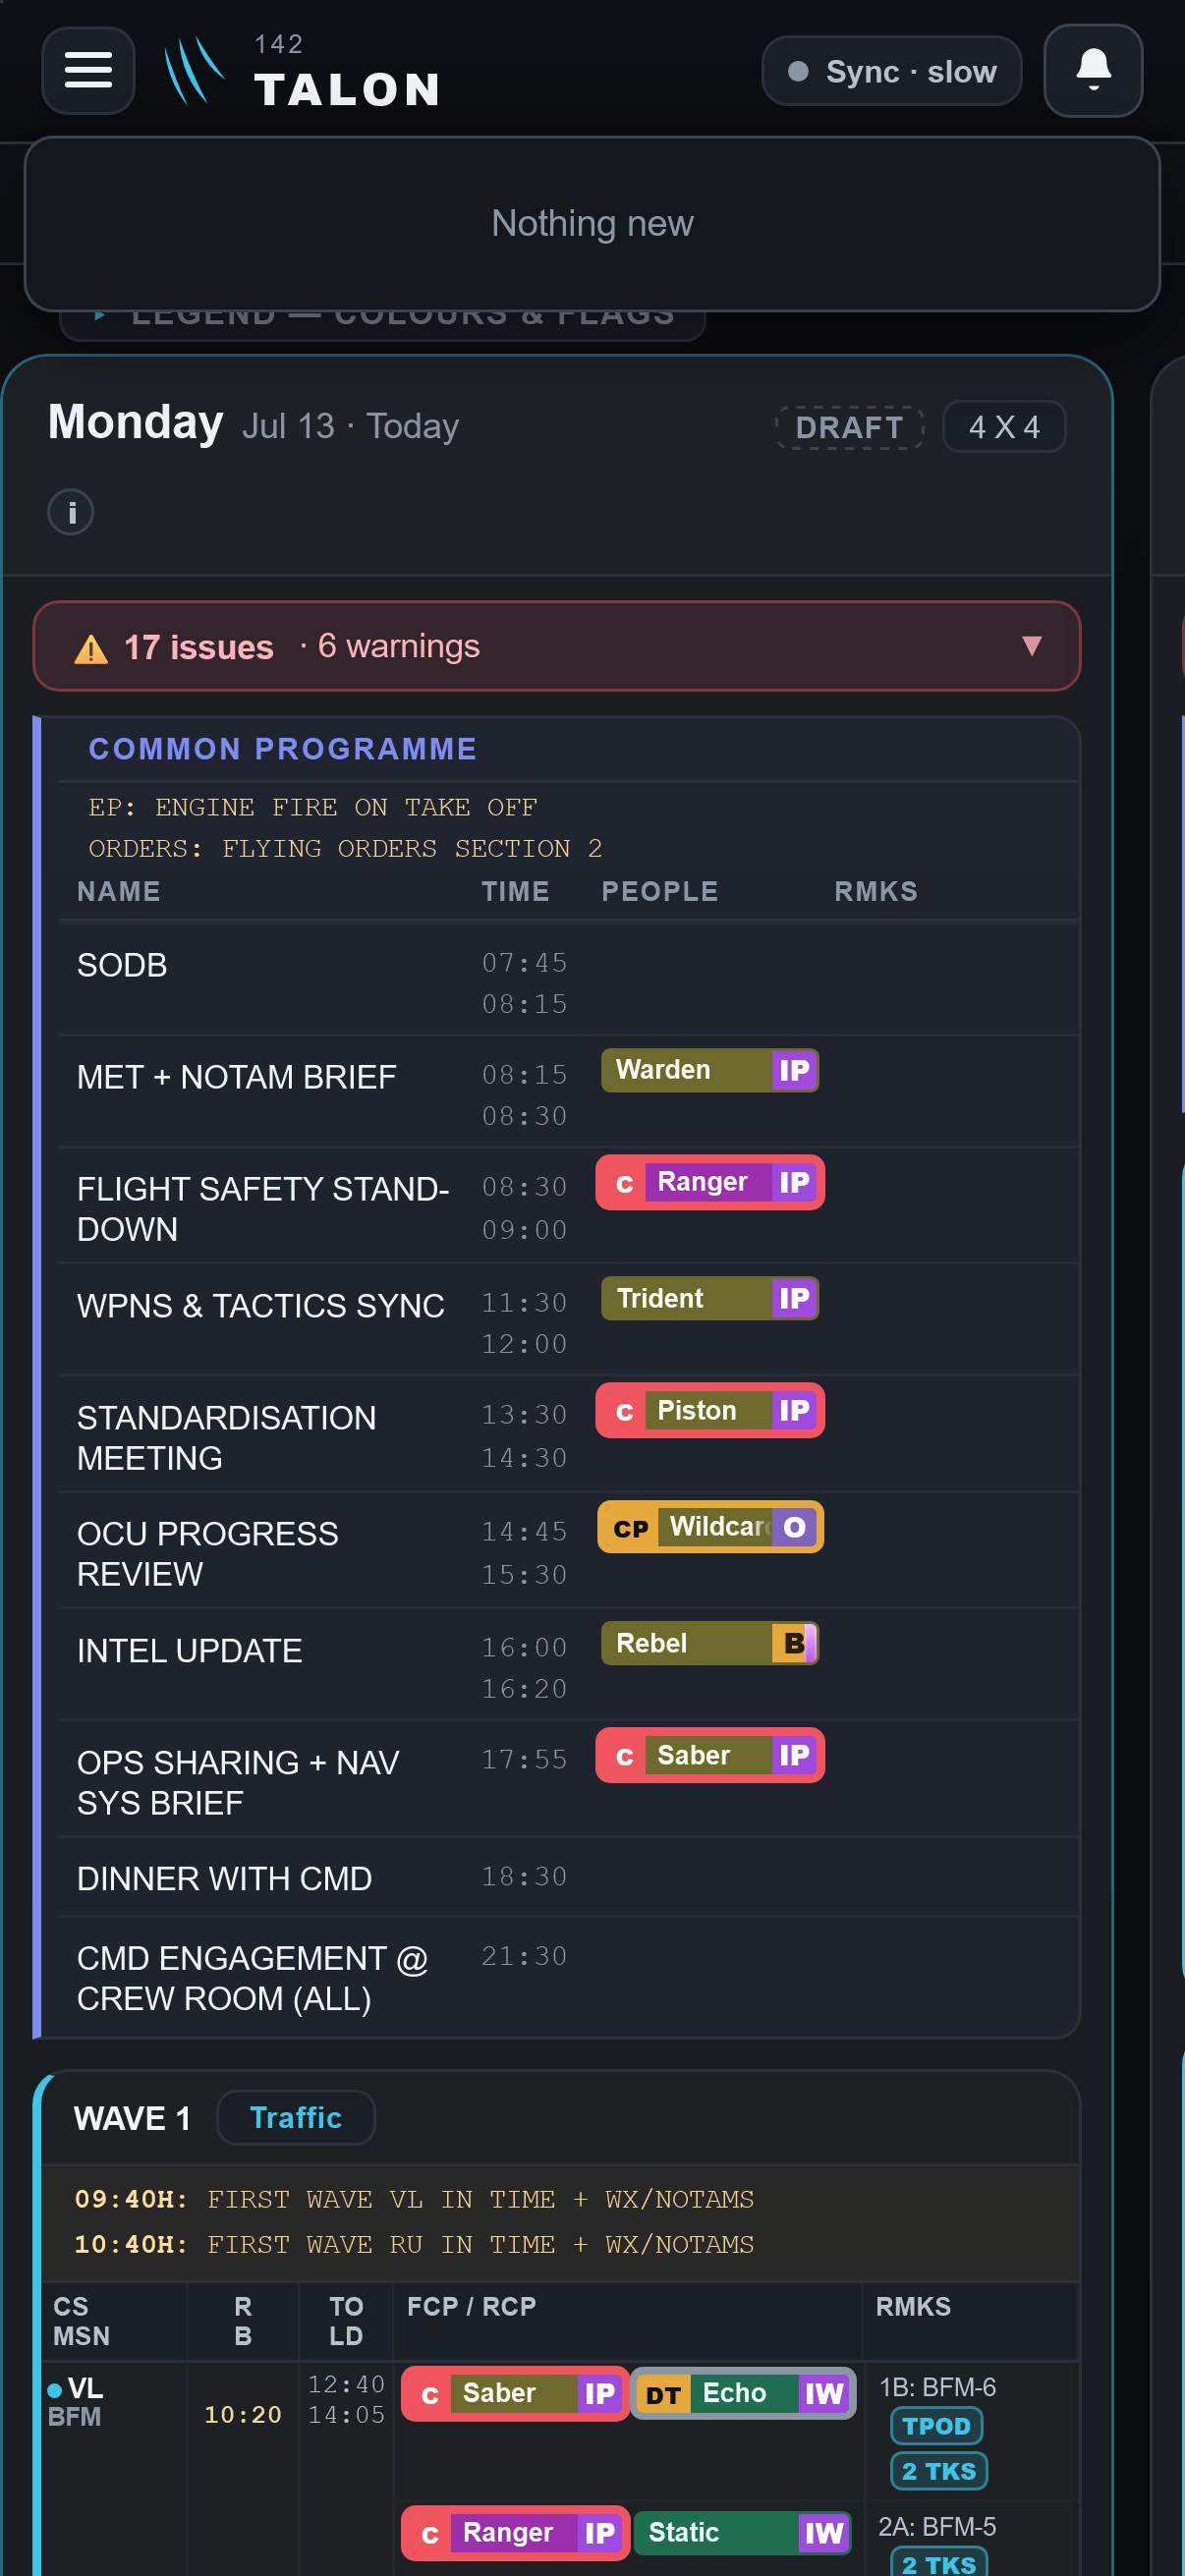 142
TALON
Sync · slow
Nothing new
LEGEND — COLOURS & FLAGS
Monday Jul 13 · Today
DRAFT
4 X 4
i
17 issues · 6 warnings
COMMON PROGRAMME
EP: ENGINE FIRE ON TAKE OFF
ORDERS: FLYING ORDERS SECTION 2
NAME TIME PEOPLE RMKS
SODB 07:45
08:15
MET + NOTAM BRIEF 08:15 Warden IP
08:30
FLIGHT SAFETY STAND- 08:30 C Ranger IP
DOWN 09:00
WPNS & TACTICS SYNC 11:30 Trident IP
12:00
STANDARDISATION 13:30 C Piston IP
MEETING 14:30
OCU PROGRESS 14:45 CP Wildcar O
REVIEW 15:30
INTEL UPDATE 16:00 Rebel B
16:20
OPS SHARING + NAV 17:55 C Saber IP
SYS BRIEF
DINNER WITH CMD 18:30
CMD ENGAGEMENT @ 21:30
CREW ROOM (ALL)
WAVE 1 Traffic
09:40H: FIRST WAVE VL IN TIME + WX/NOTAMS
10:40H: FIRST WAVE RU IN TIME + WX/NOTAMS
CS R TO FCP / RCP RMKS
MSN B LD
VL 12:40 C Saber IP DT Echo IW 1B: BFM-6
BFM 10:20 14:05 TPOD
2 TKS
C Ranger IP Static IW 2A: BFM-5
2 TKS